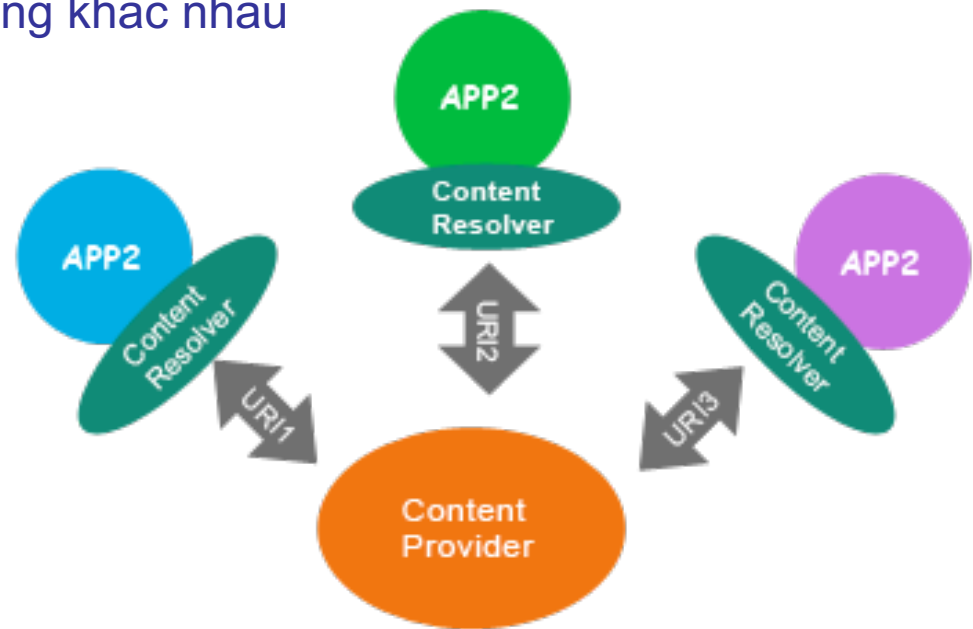 ng khác nhau
APP2
Content
Resolver
APP2
Content
Resolver
APP2
Content
Resolver
URI1
URI2
URI3
Content
Provider